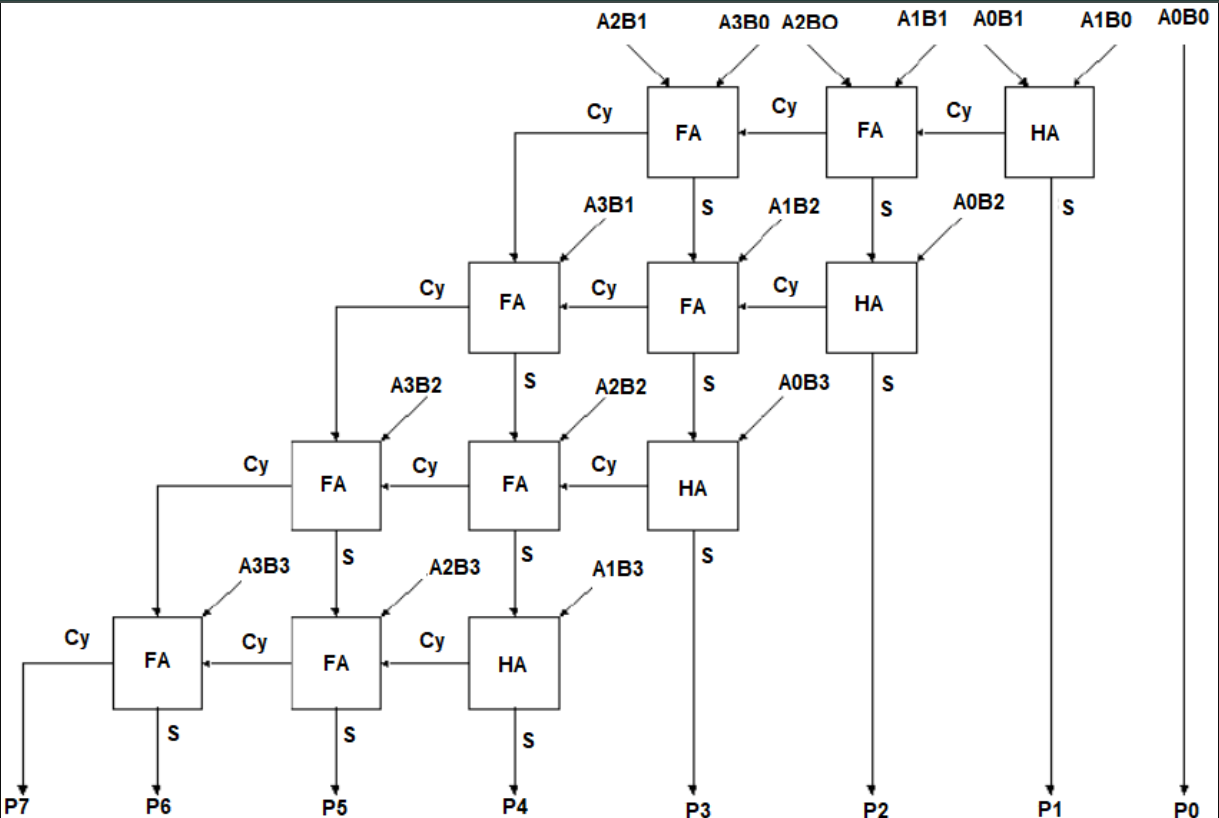 A2B1 A3B0 A2BO A1B1 A0B1 A1B0 A0B0
Cy Cy Cy
FA FA HA
S S S
A3B1 A1B2 A0B2
Cy Cy Cy
FA FA HA
S S S
A3B2 A2B2 A0B3
Cy Cy Cy
FA FA HA
S S S
A3B3 A2B3 A1B3
Cy Cy Cy
FA FA HA
S S S
P7 P6 P5 P4 P3 P2 P1 P0